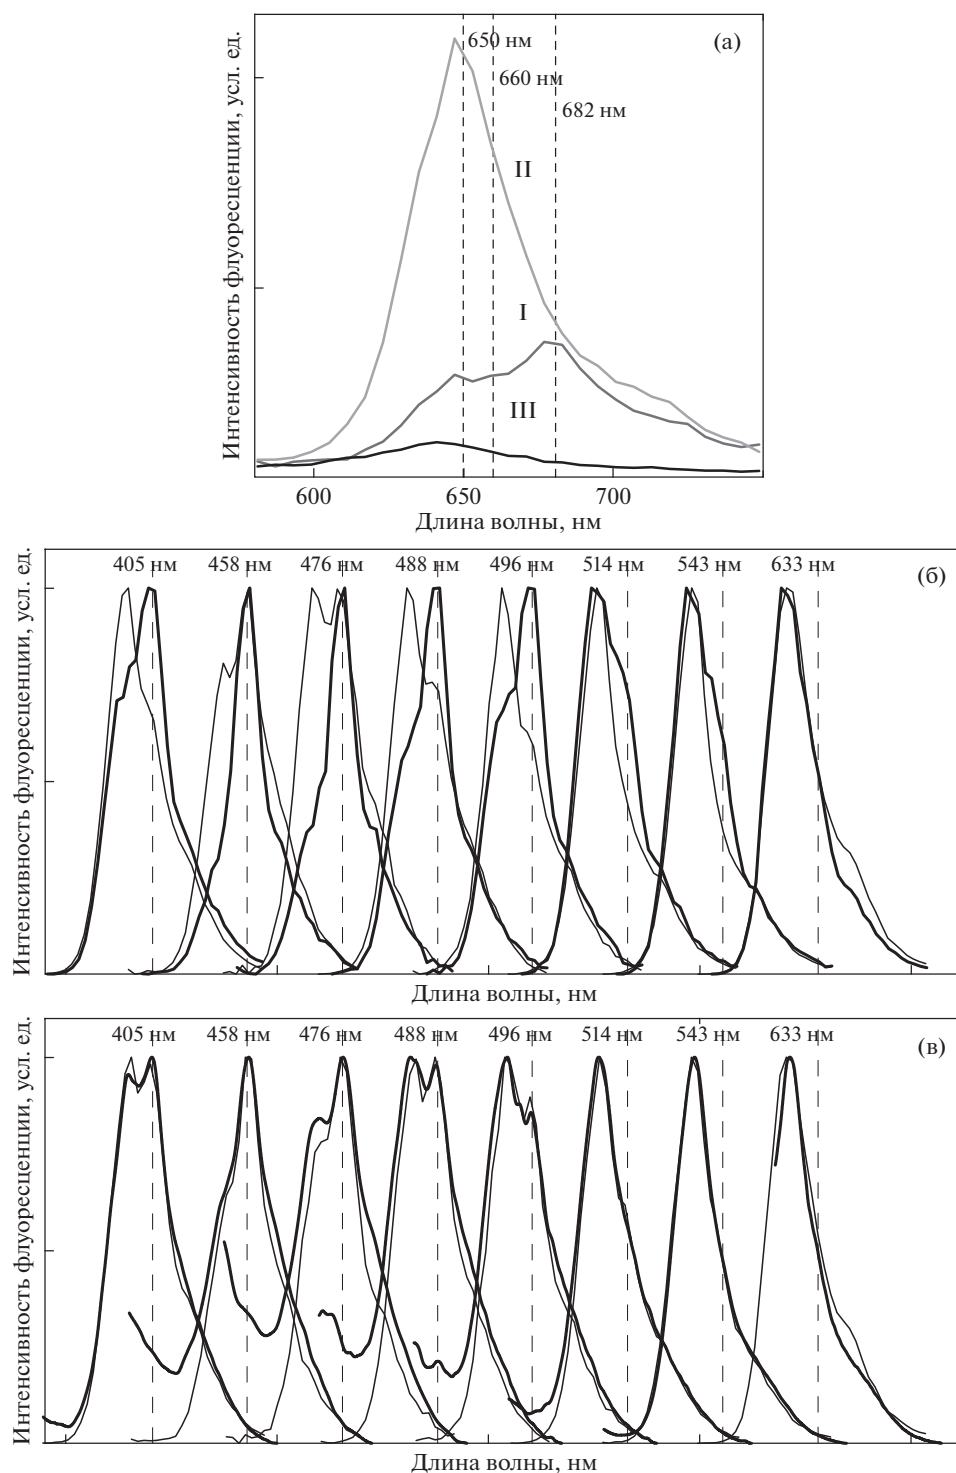 (а)
650 нм
660 нм
682 нм
II
I
III
Интенсивность флуоресценции, усл. ед.
600 650 700
Длина волны, нм
405 нм 458 нм 476 нм 488 нм 496 нм 514 нм 543 нм 633 нм
(б)
Интенсивность флуоресценции, усл. ед.
Длина волны, нм
405 нм 458 нм 476 нм 488 нм 496 нм 514 нм 543 нм 633 нм
(в)
Интенсивность флуоресценции, усл. ед.
Длина волны, нм